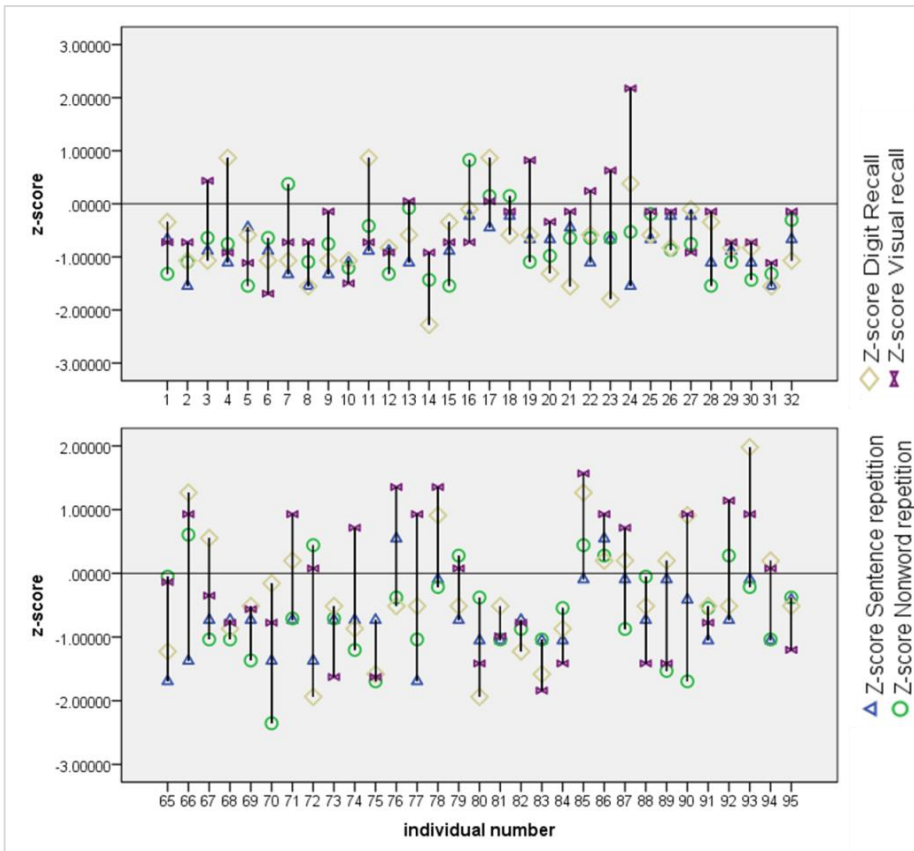 3.00000
2.00000
1.00000
.00000
-1.00000
-2.00000
-3.00000
z-score
1 2 3 4 5 6 7 8 9 10 11 12 13 14 15 16 17 18 19 20 21 22 23 24 25 26 27 28 29 30 31 32
Z-score Digit Recall
Z-score Visual recall
2.00000
1.00000
.00000
-1.00000
-2.00000
-3.00000
z-score
65 66 67 68 69 70 71 72 73 74 75 76 77 78 79 80 81 82 83 84 85 86 87 88 89 90 91 92 93 94 95
individual number
Z-score Sentence repetition
Z-score Nonword repetition